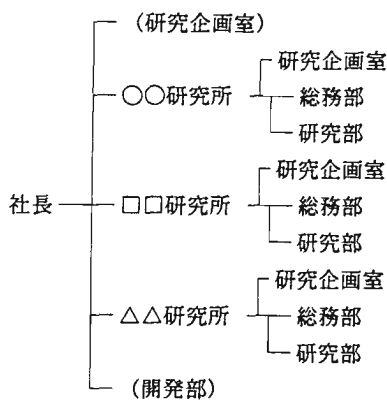 (研究企画室)
研究企画室
○○研究所
総務部
研究部
研究企画室
社長
□□研究所
総務部
研究部
研究企画室
△△研究所
総務部
研究部
(開発部)